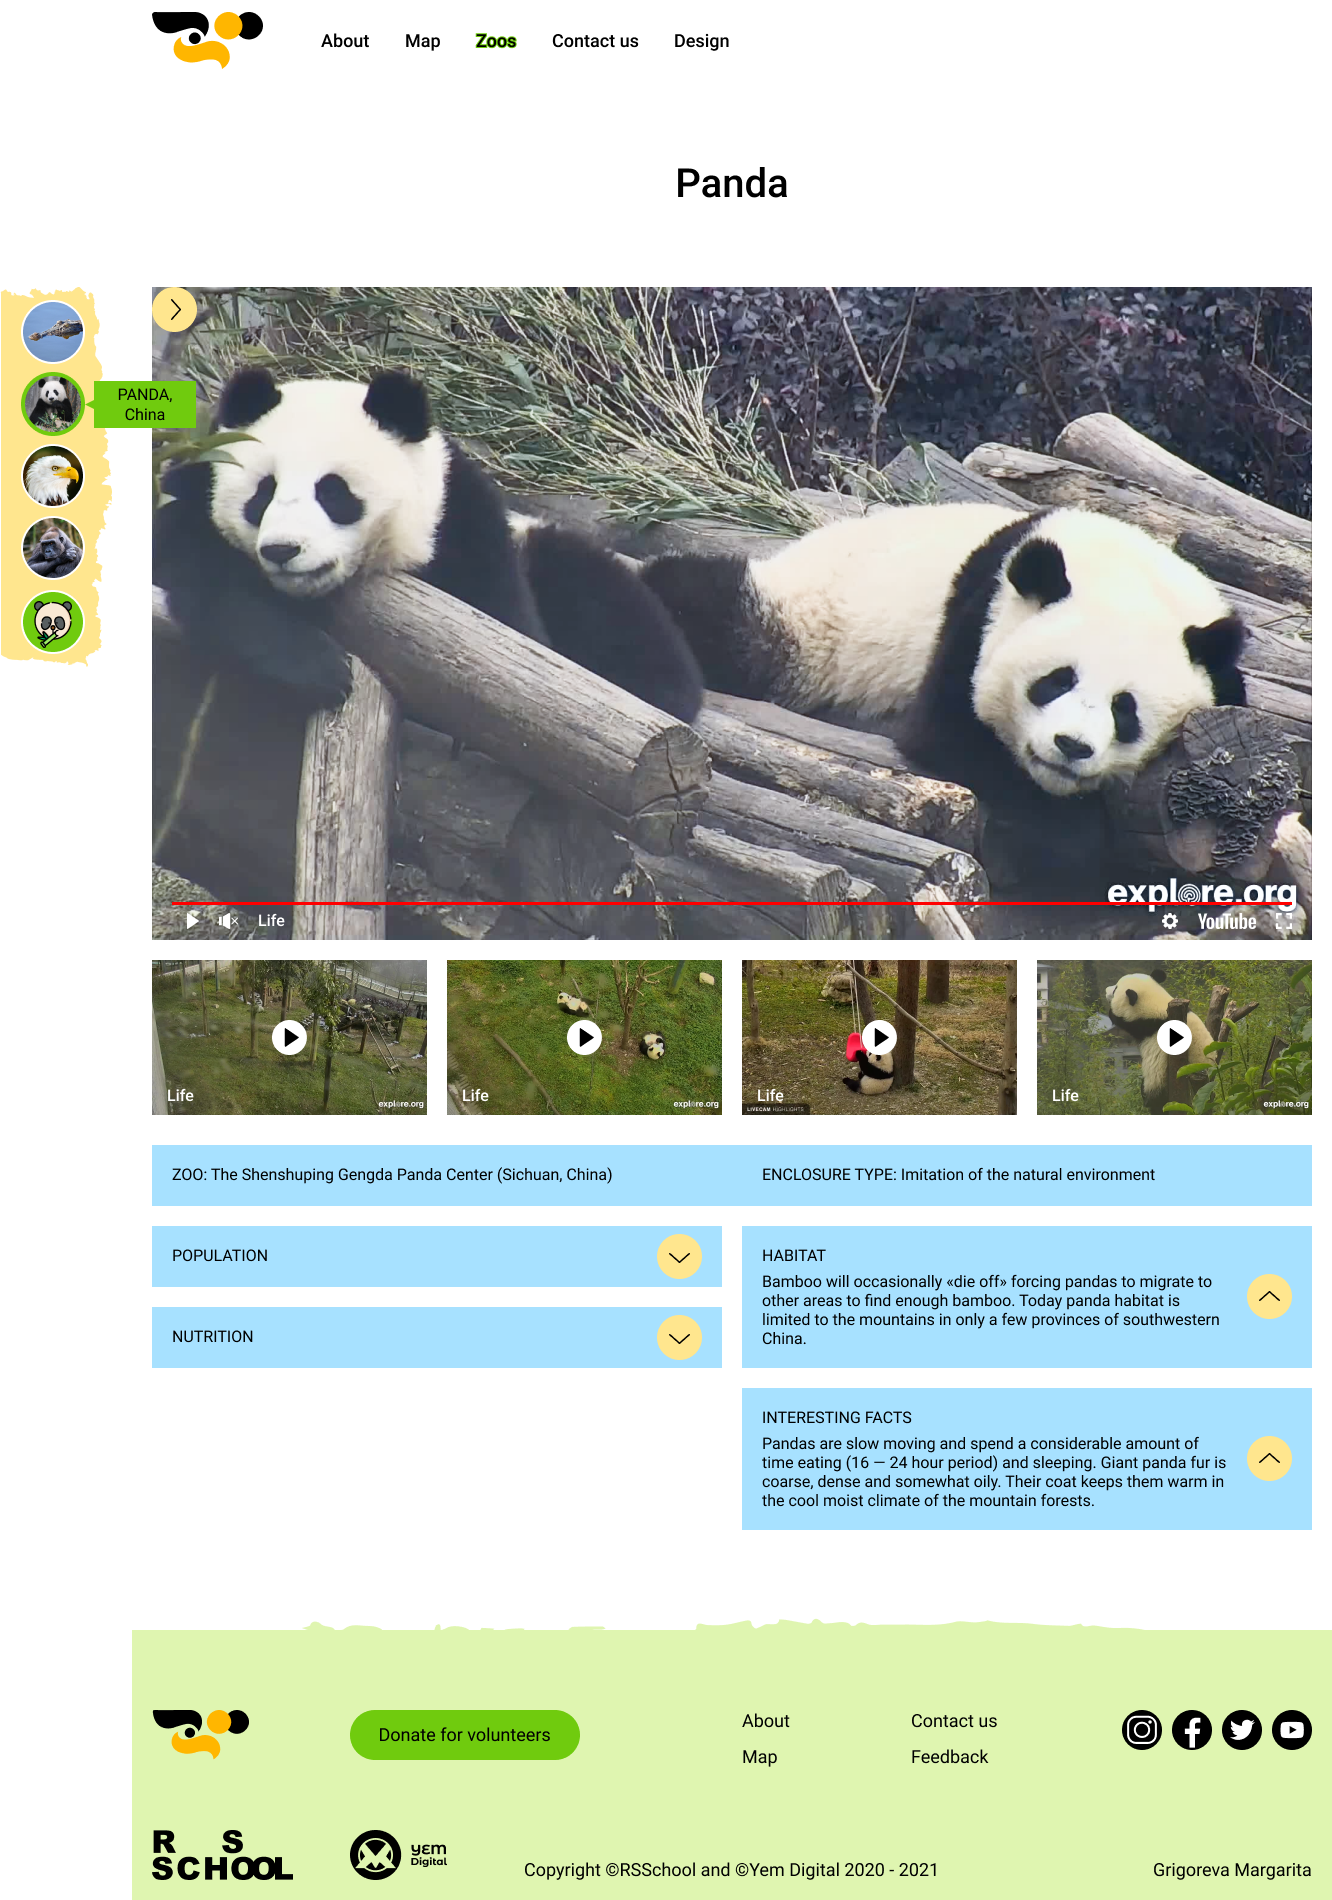 About
Map
Zoos
Contact us
Design
Panda
PANDA,
China
explore.org
Life
YouTube
Life
explore.org
Life
explore.org
Life
LIVECAM HIGHLIGHTS
Life
explore.org
ZOO: The Shenshuping Gengda Panda Center (Sichuan, China)
ENCLOSURE TYPE: Imitation of the natural environment
POPULATION
NUTRITION
HABITAT
Bamboo will occasionally «die off» forcing pandas to migrate to
other areas to find enough bamboo. Today panda habitat is
limited to the mountains in only a few provinces of southwestern
China.
INTERESTING FACTS
Pandas are slow moving and spend a considerable amount of
time eating (16 — 24 hour period) and sleeping. Giant panda fur is
coarse, dense and somewhat oily. Their coat keeps them warm in
the cool moist climate of the mountain forests.
Donate for volunteers
About
Contact us
Map
Feedback
R S
SCHOOL
yem
Digital
Copyright ©RSSchool and ©Yem Digital 2020 - 2021
Grigoreva Margarita